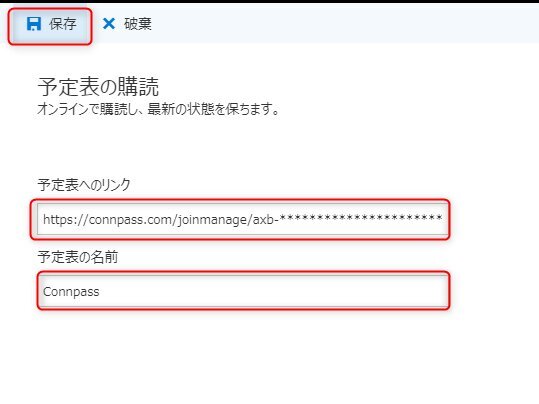 保存 破棄
予定表の購読
オンラインで購読し、最新の状態を保ちます。
予定表へのリンク
https://connpass.com/joinmanage/axb-**********************
予定表の名前
Connpass